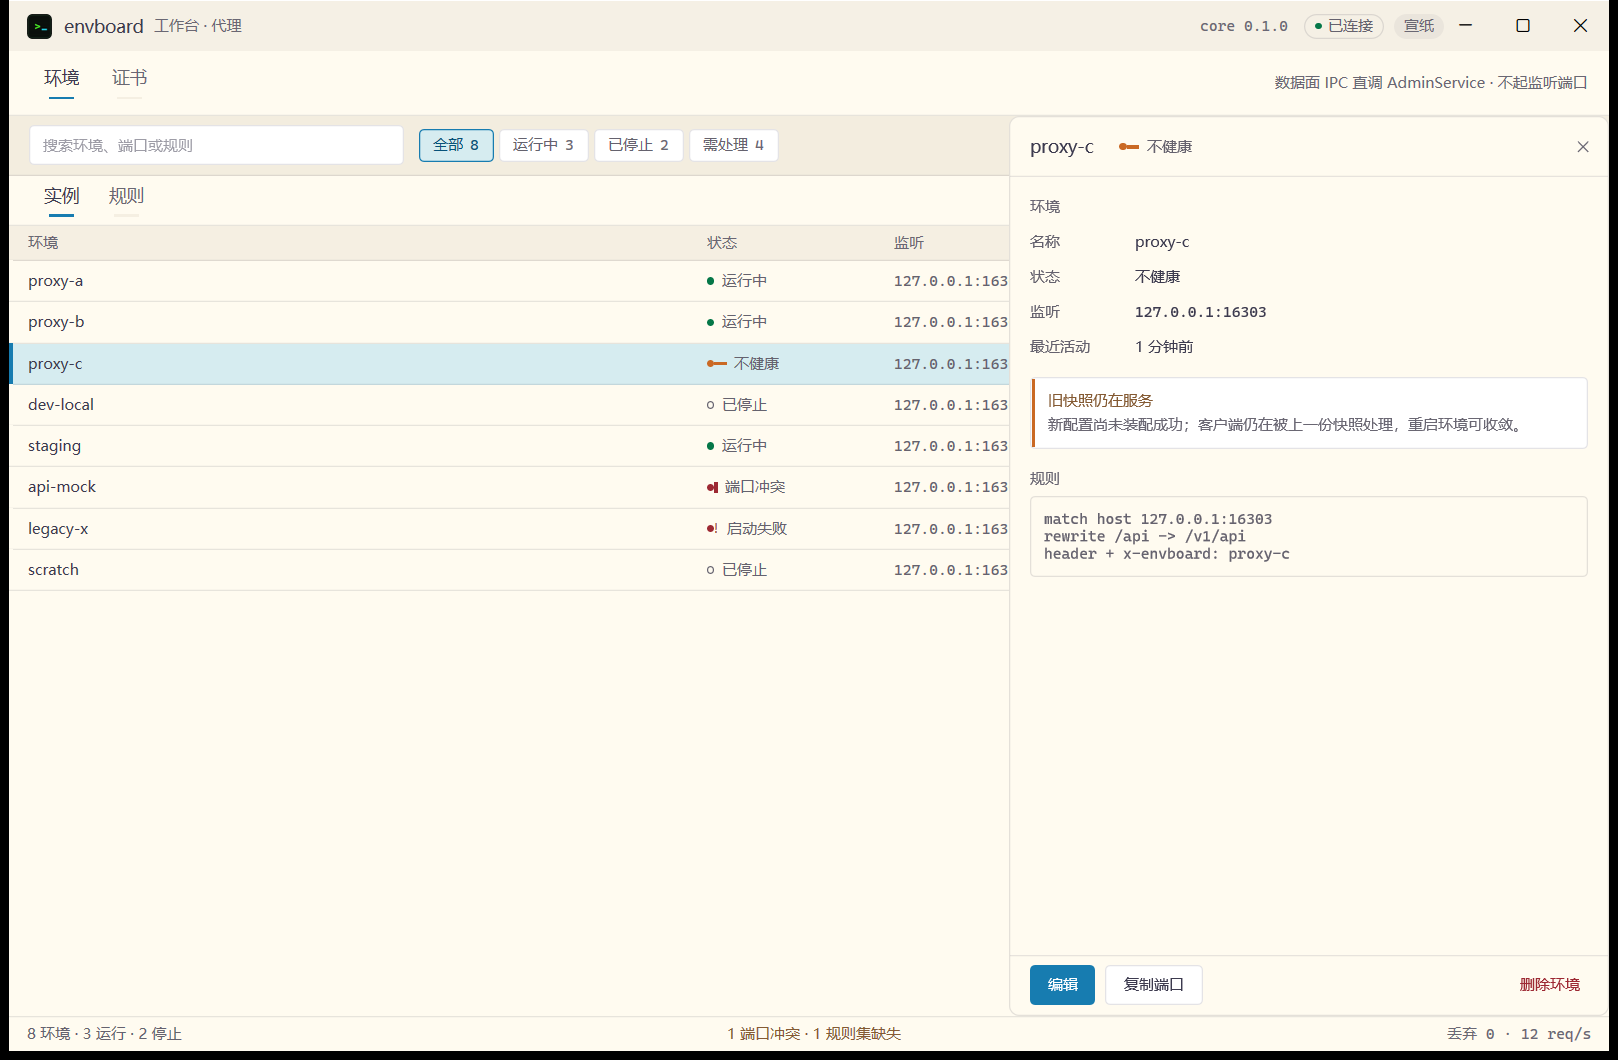 envboard 工作台 · 代理 core 0.1.0 已连接 宣纸
环境 证书 数据面 IPC 直调 AdminService · 不起监听端口
搜索环境、端口或规则 全部 8 运行中 3 已停止 2 需处理 4
实例 规则
环境 状态 监听
proxy-a 运行中 127.0.0.1:163
proxy-b 运行中 127.0.0.1:163
proxy-c 不健康 127.0.0.1:163
dev-local 已停止 127.0.0.1:163
staging 运行中 127.0.0.1:163
api-mock 端口冲突 127.0.0.1:163
legacy-x 启动失败 127.0.0.1:163
scratch 已停止 127.0.0.1:163
proxy-c 不健康
环境
名称 proxy-c
状态 不健康
监听 127.0.0.1:16303
最近活动 1 分钟前
旧快照仍在服务
新配置尚未装配成功；客户端仍在被上一份快照处理，重启环境可收敛。
规则
match host 127.0.0.1:16303
rewrite /api -> /v1/api
header + x-envboard: proxy-c
编辑 复制端口 删除环境
8 环境 · 3 运行 · 2 停止 1 端口冲突 · 1 规则集缺失 丢弃 0 · 12 req/s